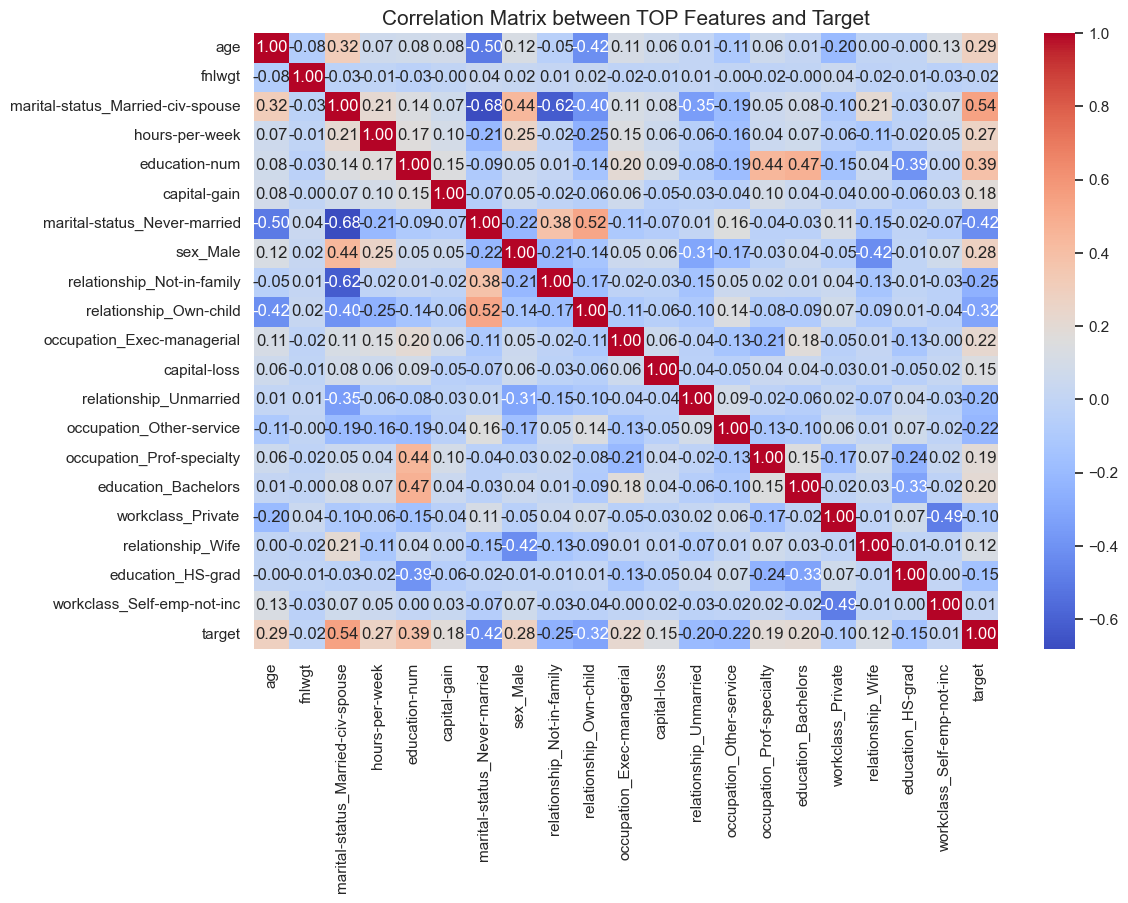 Correlation Matrix between TOP Features and Target
age 1.00 -0.08 0.32 0.07 0.08 0.08 -0.50 0.12 -0.05 -0.42 0.11 0.06 0.01 -0.11 0.06 0.01 -0.20 0.00 -0.00 0.13 0.29
fnlwgt -0.08 1.00 -0.03 -0.01 -0.03 -0.00 0.04 0.02 0.01 0.02 -0.02 -0.01 0.01 -0.00 -0.02 -0.00 0.04 -0.02 -0.01 -0.03 -0.02
marital-status_Married-civ-spouse 0.32 -0.03 1.00 0.21 0.14 0.07 -0.68 0.44 -0.62 -0.40 0.11 0.08 -0.35 -0.19 0.05 0.08 -0.10 0.21 -0.03 0.07 0.54
hours-per-week 0.07 -0.01 0.21 1.00 0.17 0.10 -0.21 0.25 -0.02 -0.25 0.15 0.06 -0.06 -0.16 0.04 0.07 -0.06 -0.11 -0.02 0.05 0.27
education-num 0.08 -0.03 0.14 0.17 1.00 0.15 -0.09 0.05 0.01 -0.14 0.20 0.09 -0.08 -0.19 0.44 0.47 -0.15 0.04 -0.39 0.00 0.39
capital-gain 0.08 -0.00 0.07 0.10 0.15 1.00 -0.07 0.05 -0.02 -0.06 0.06 -0.05 -0.03 -0.04 0.10 0.04 -0.04 0.00 -0.06 0.03 0.18
marital-status_Never-married -0.50 0.04 -0.68 -0.21 -0.09 -0.07 1.00 -0.22 0.38 0.52 -0.11 -0.07 0.01 0.16 -0.04 -0.03 0.11 -0.15 -0.02 -0.07 -0.42
sex_Male 0.12 0.02 0.44 0.25 0.05 0.05 -0.22 1.00 -0.21 -0.14 0.05 0.06 -0.31 -0.17 -0.03 0.04 -0.05 -0.42 -0.01 0.07 0.28
relationship_Not-in-family -0.05 0.01 -0.62 -0.02 0.01 -0.02 0.38 -0.21 1.00 -0.17 -0.02 -0.03 -0.15 0.05 0.02 0.01 0.04 -0.13 -0.01 -0.03 -0.25
relationship_Own-child -0.42 0.02 -0.40 -0.25 -0.14 -0.06 0.52 -0.14 -0.17 1.00 -0.11 -0.06 -0.10 0.14 -0.08 -0.09 0.07 -0.09 0.01 -0.04 -0.32
occupation_Exec-managerial 0.11 -0.02 0.11 0.15 0.20 0.06 -0.11 0.05 -0.02 -0.11 1.00 0.06 -0.04 -0.13 -0.21 0.18 -0.05 0.01 -0.13 -0.00 0.22
capital-loss 0.06 -0.01 0.08 0.06 0.09 -0.05 -0.07 0.06 -0.03 -0.06 0.06 1.00 -0.04 -0.05 0.04 0.04 -0.03 0.01 -0.05 0.02 0.15
relationship_Unmarried 0.01 0.01 -0.35 -0.06 -0.08 -0.03 0.01 -0.31 -0.15 -0.10 -0.04 -0.04 1.00 0.09 -0.02 -0.06 0.02 -0.07 0.04 -0.03 -0.20
occupation_Other-service -0.11 -0.00 -0.19 -0.16 -0.19 -0.04 0.16 -0.17 0.05 0.14 -0.13 -0.05 0.09 1.00 -0.13 -0.10 0.06 0.01 0.07 -0.02 -0.22
occupation_Prof-specialty 0.06 -0.02 0.05 0.04 0.44 0.10 -0.04 -0.03 0.02 -0.08 -0.21 0.04 -0.02 -0.13 1.00 0.15 -0.17 0.07 -0.24 0.02 0.19
education_Bachelors 0.01 -0.00 0.08 0.07 0.47 0.04 -0.03 0.04 0.01 -0.09 0.18 0.04 -0.06 -0.10 0.15 1.00 -0.02 0.03 -0.33 -0.02 0.20
workclass_Private -0.20 0.04 -0.10 -0.06 -0.15 -0.04 0.11 -0.05 0.04 0.07 -0.05 -0.03 0.02 0.06 -0.17 -0.02 1.00 -0.01 0.07 -0.49 -0.10
relationship_Wife 0.00 -0.02 0.21 -0.11 0.04 0.00 -0.15 -0.42 -0.13 -0.09 0.01 0.01 -0.07 0.01 0.07 0.03 -0.01 1.00 -0.01 -0.01 0.12
education_HS-grad -0.00 -0.01 -0.03 -0.02 -0.39 -0.06 -0.02 -0.01 -0.01 0.01 -0.13 -0.05 0.04 0.07 -0.24 -0.33 0.07 -0.01 1.00 0.00 -0.15
workclass_Self-emp-not-inc 0.13 -0.03 0.07 0.05 0.00 0.03 -0.07 0.07 -0.03 -0.04 -0.00 0.02 -0.03 -0.02 0.02 -0.02 -0.49 -0.01 0.00 1.00 0.01
target 0.29 -0.02 0.54 0.27 0.39 0.18 -0.42 0.28 -0.25 -0.32 0.22 0.15 -0.20 -0.22 0.19 0.20 -0.10 0.12 -0.15 0.01 1.00
age
fnlwgt
marital-status_Married-civ-spouse
hours-per-week
education-num
capital-gain
marital-status_Never-married
sex_Male
relationship_Not-in-family
relationship_Own-child
occupation_Exec-managerial
capital-loss
relationship_Unmarried
occupation_Other-service
occupation_Prof-specialty
education_Bachelors
workclass_Private
relationship_Wife
education_HS-grad
workclass_Self-emp-not-inc
target
1.0
0.8
0.6
0.4
0.2
0.0
-0.2
-0.4
-0.6